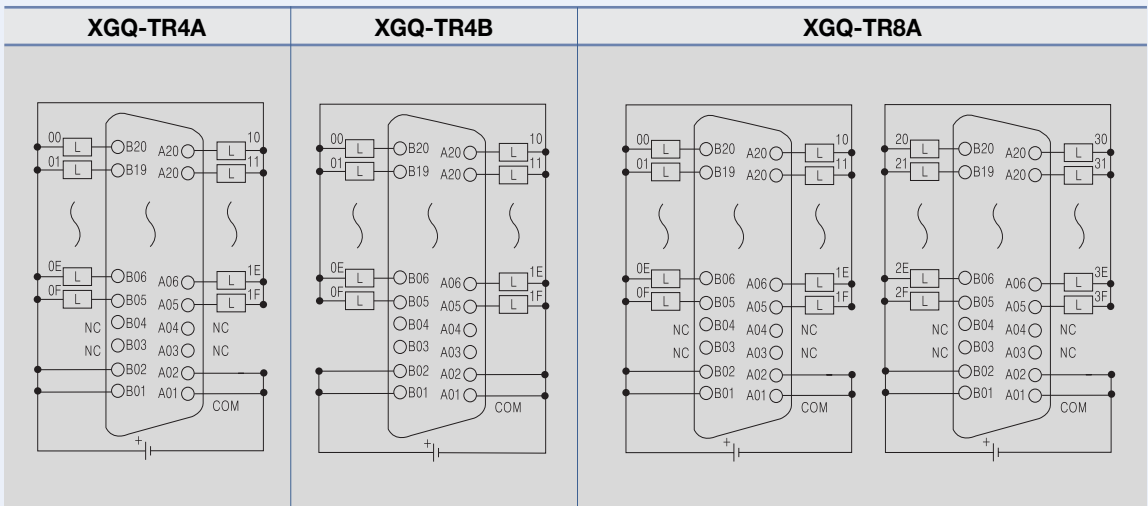 XGQ-TR4A XGQ-TR4B XGQ-TR8A
00 L B20 A20 L 10
01 L B19 A20 L 11
0E L B06 A06 L 1E
0F L B05 A05 L 1F
NC B04 A04 NC
NC B03 A03 NC
B02 A02 -
B01 A01
COM
+
00 L B20 A20 L 10
01 L B19 A20 L 11
0E L B06 A06 L 1E
0F L B05 A05 L 1F
B04 A04
B03 A03
B02 A02
B01 A01
COM
+
00 L B20 A20 L 10
01 L B19 A20 L 11
0E L B06 A06 L 1E
0F L B05 A05 L 1F
NC B04 A04 NC
NC B03 A03 NC
B02 A02 -
B01 A01
COM
+
20 L B20 A20 L 30
21 L B19 A20 L 31
2E L B06 A06 L 3E
2F L B05 A05 L 3F
NC B04 A04 NC
NC B03 A03 NC
B02 A02 -
B01 A01
COM
+